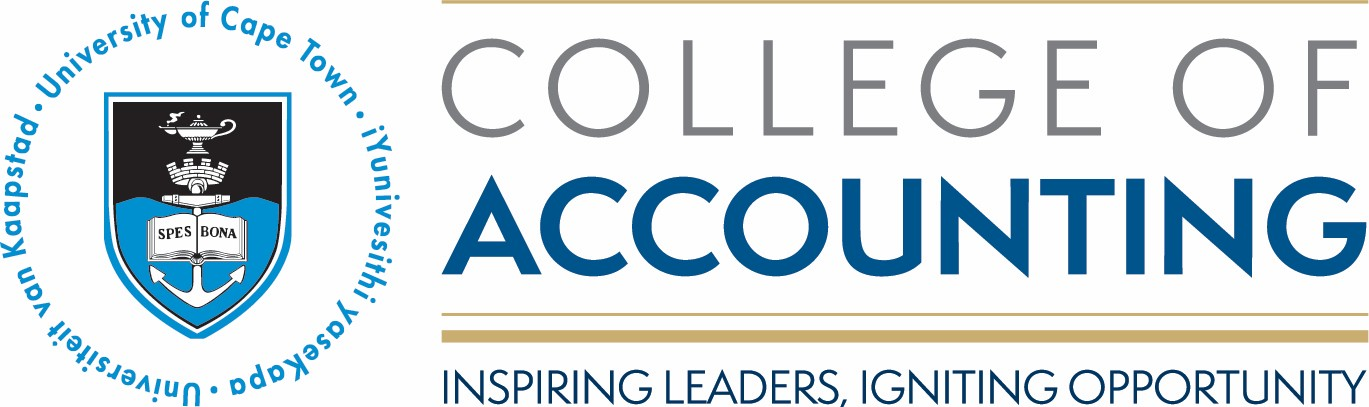 University of Cape Town · iYunivesithi yaseKapa · Universiteit van Kaapstad ·
SPES BONA
COLLEGE OF
ACCOUNTING
INSPIRING LEADERS, IGNITING OPPORTUNITY